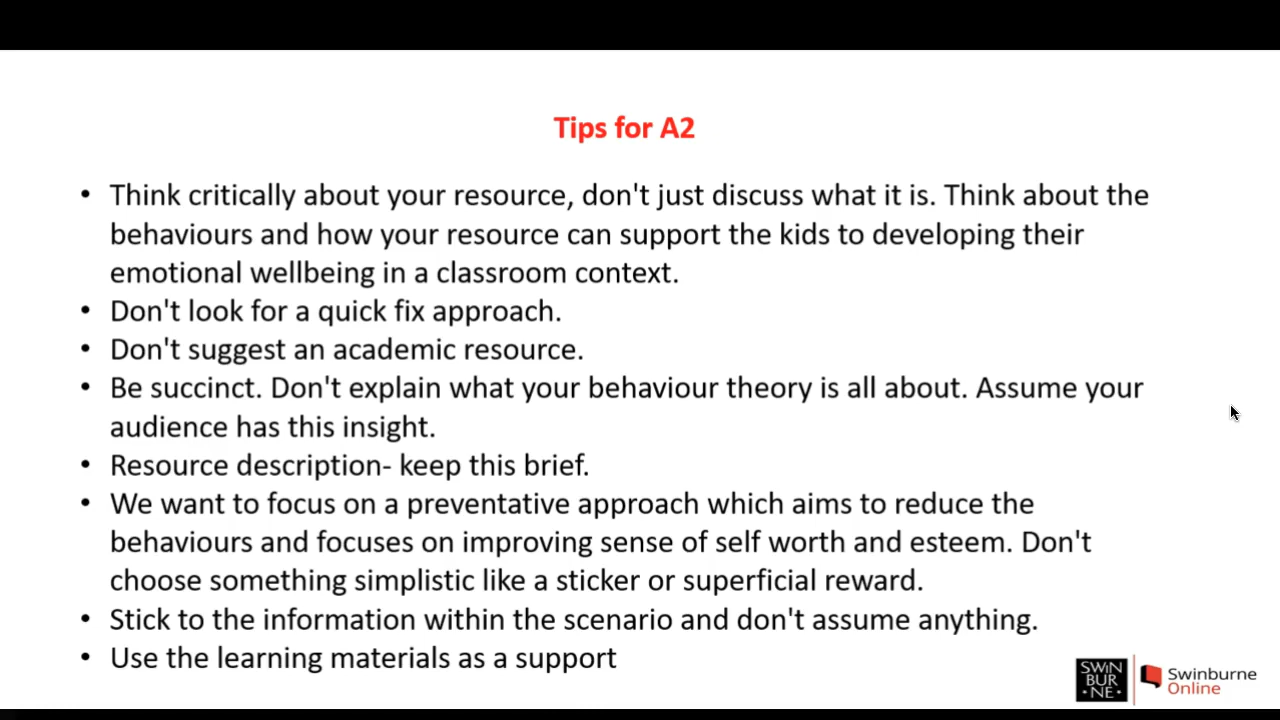 Tips for A2
• Think critically about your resource, don't just discuss what it is. Think about the
behaviours and how your resource can support the kids to developing their
emotional wellbeing in a classroom context.
• Don't look for a quick fix approach.
• Don't suggest an academic resource.
• Be succinct. Don't explain what your behaviour theory is all about. Assume your
audience has this insight.
• Resource description- keep this brief.
• We want to focus on a preventative approach which aims to reduce the
behaviours and focuses on improving sense of self worth and esteem. Don't
choose something simplistic like a sticker or superficial reward.
• Stick to the information within the scenario and don't assume anything.
• Use the learning materials as a support
SWIN
BUR
• NE •
Swinburne
Online